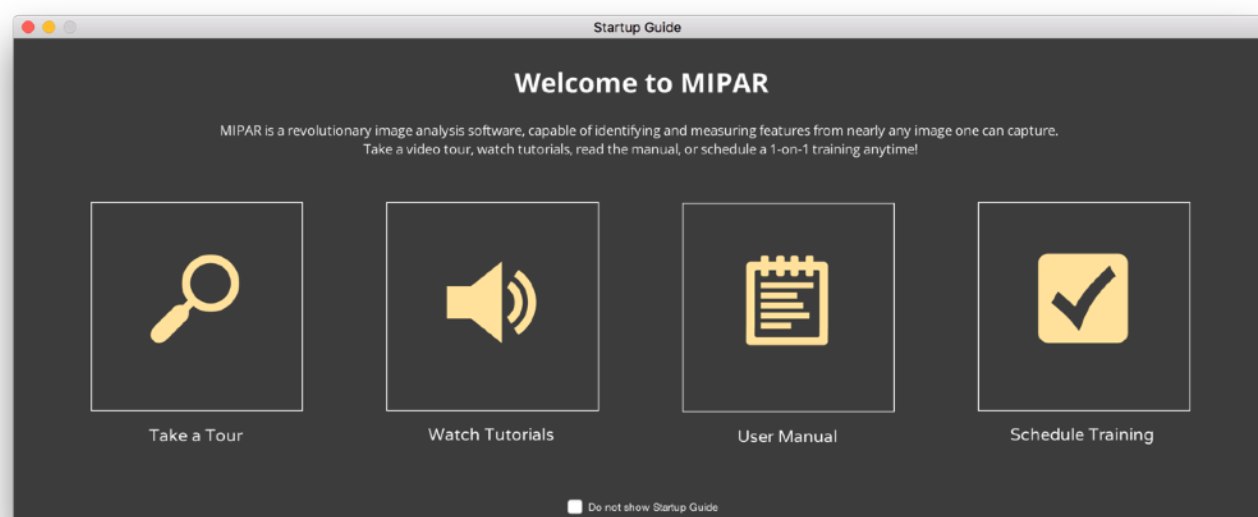 Startup Guide
Welcome to MIPAR
MIPAR is a revolutionary image analysis software, capable of identifying and measuring features from nearly any image one can capture.
Take a video tour, watch tutorials, read the manual, or schedule a 1-on-1 training anytime!
Take a Tour
Watch Tutorials
User Manual
Schedule Training
Do not show Startup Guide